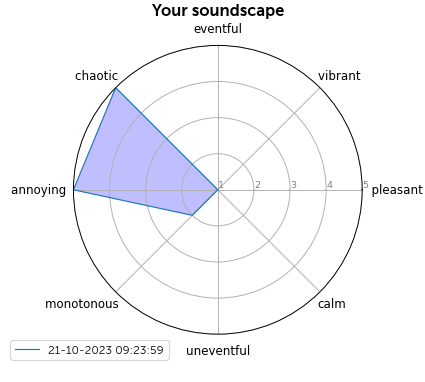 Your soundscape
eventful
chaotic
vibrant
annoying
1
2
3
4
5
pleasant
monotonous
calm
uneventful
21-10-2023 09:23:59